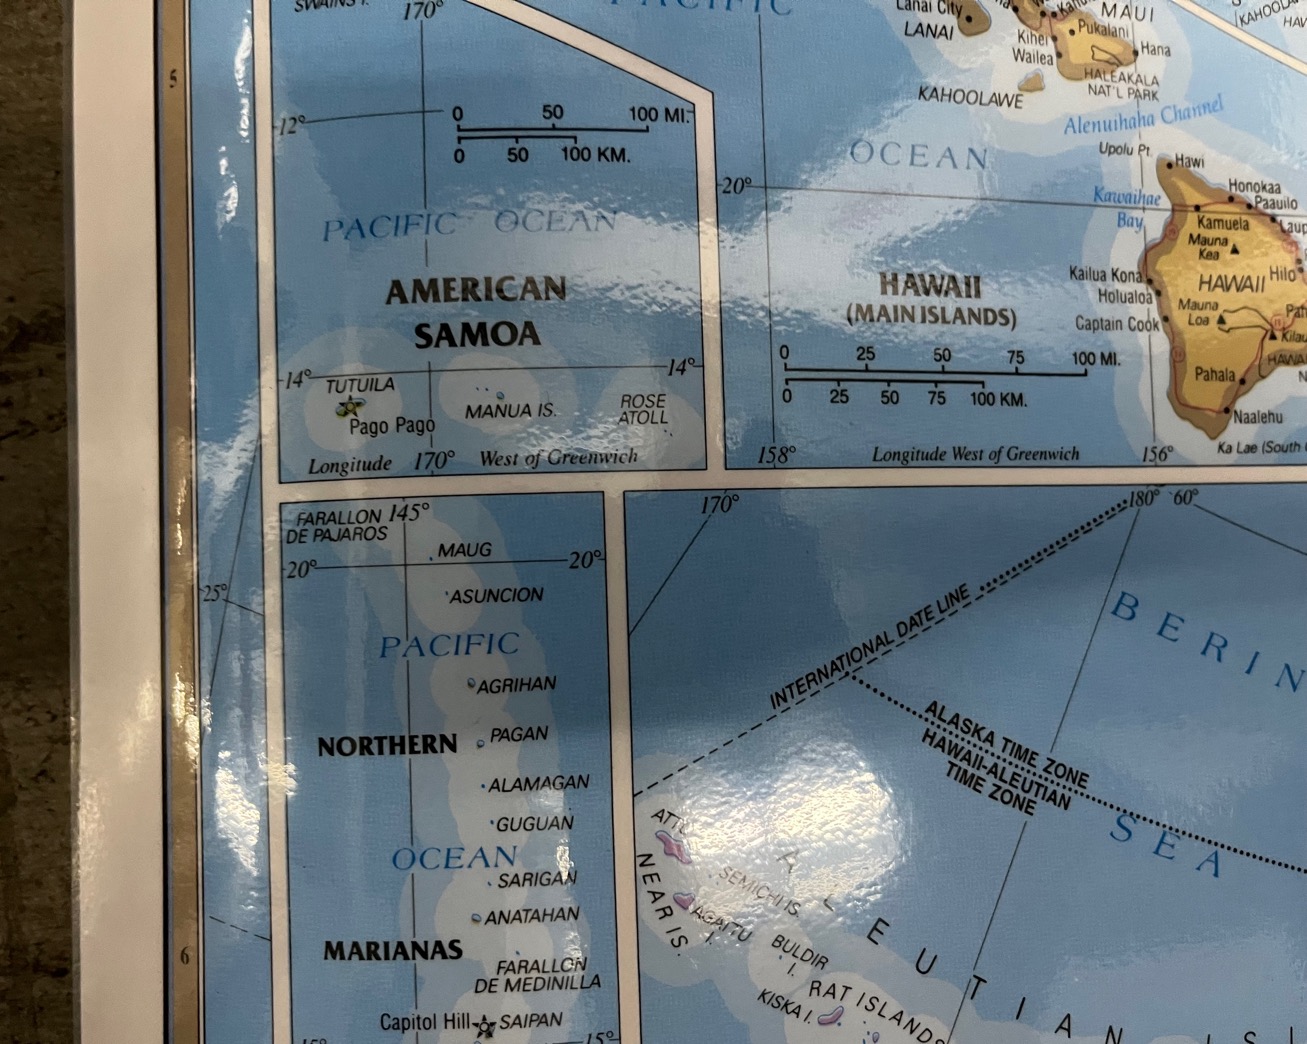 170°
PACIFIC
Lanai City
LANAI
MAUI
Pukalani
Kihei
Wailea
Hana
HALEAKALA
NAT'L PARK
KAHOOLAWE
Alenuihaha Channel
5
12°
0 50 100 MI.
0 50 100 KM.
PACIFIC OCEAN
AMERICAN
SAMOA
14° 14°
TUTUILA
Pago Pago
MANUA IS.
ROSE
ATOLL
Longitude 170° West of Greenwich
OCEAN
Upolu Pt.
Hawi
20°
Kawaihae
Bay
Honokaa
Paauilo
Kamuela
Mauna
Kea
Kailua Kona
HAWAII
Hilo
Holualoa
Mauna
Loa
Captain Cook
Pahala
Naalehu
Ka Lae (South
HAWAII
(MAIN ISLANDS)
0 25 50 75 100 MI.
0 25 50 75 100 KM.
158° Longitude West of Greenwich 156°
FARALLON
DE PAJAROS
145°
MAUG
20° 20°
ASUNCION
PACIFIC
AGRIHAN
NORTHERN
PAGAN
ALAMAGAN
GUGUAN
OCEAN
SARIGAN
ANATAHAN
MARIANAS
FARALLON
DE MEDINILLA
Capitol Hill
SAIPAN
15° 15°
25°
6
170°
180° 60°
INTERNATIONAL DATE LINE
BERIN
ALASKA TIME ZONE
HAWAII-ALEUTIAN
TIME ZONE
SEA
NEAR IS.
SEMICHI IS.
AGATTU
I.
BULDIR
I.
RAT ISLANDS
KISKA I.
ALEUTIAN